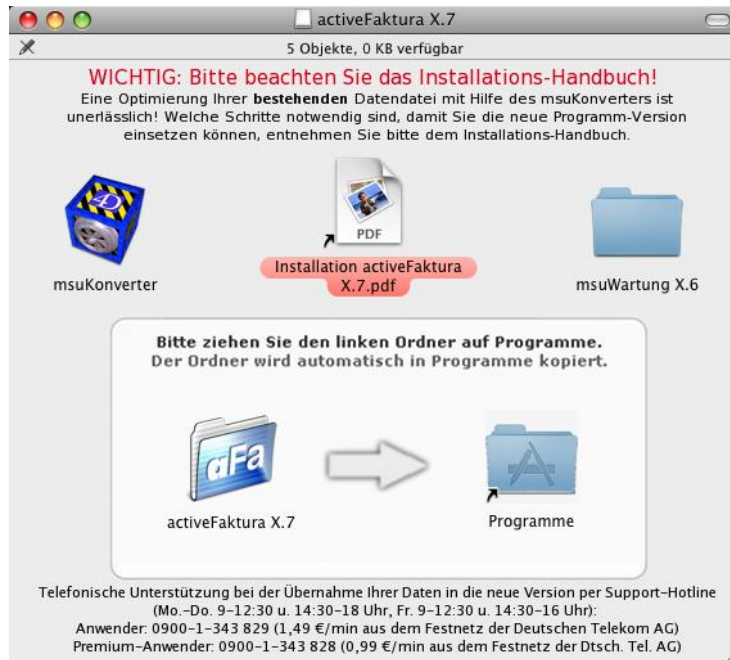 activeFaktura X.7
5 Objekte, 0 KB verfügbar
WICHTIG: Bitte beachten Sie das Installations-Handbuch!
Eine Optimierung Ihrer bestehenden Datendatei mit Hilfe des msuKonverters ist
unerlässlich! Welche Schritte notwendig sind, damit Sie die neue Programm-Version
einsetzen können, entnehmen Sie bitte dem Installations-Handbuch.
4D
PDF
msuKonverter
Installation activeFaktura
X.7.pdf
msuWartung X.6
Bitte ziehen Sie den linken Ordner auf Programme.
Der Ordner wird automatisch in Programme kopiert.
aFa
activeFaktura X.7
Programme
Telefonische Unterstützung bei der Übernahme Ihrer Daten in die neue Version per Support-Hotline
(Mo.-Do. 9-12:30 u. 14:30-18 Uhr, Fr. 9-12:30 u. 14:30-16 Uhr):
Anwender: 0900-1-343 829 (1,49 €/min aus dem Festnetz der Deutschen Telekom AG)
Premium-Anwender: 0900-1-343 828 (0,99 €/min aus dem Festnetz der Dtsch. Tel. AG)